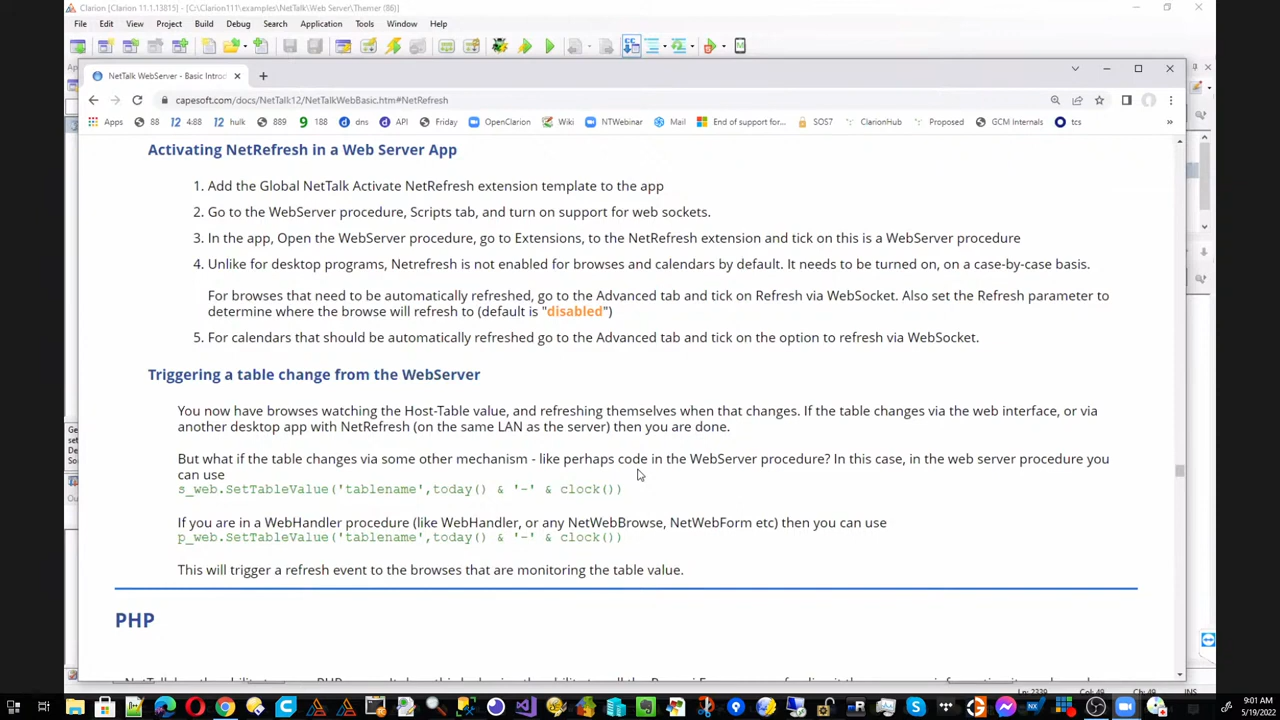 Clarion [Clarion 11.1.13815] - [C:\Clarion111\examples\NetTalk\Web Server\Themer (86)]
File Edit View Project Build Debug Search Application Tools Window Help
NetTalk WebServer - Basic Introd
capesoft.com/docs/NetTalk12/NetTalkWebBasic.htm#NetRefresh
Apps 88 4:88 hulk 889 188 dns API Friday OpenClarion Wiki NTWebinar Mail End of support for... SOS7 ClarionHub Proposed GCM Internals tcs »
Activating NetRefresh in a Web Server App
1. Add the Global NetTalk Activate NetRefresh extension template to the app
2. Go to the WebServer procedure, Scripts tab, and turn on support for web sockets.
3. In the app, Open the WebServer procedure, go to Extensions, to the NetRefresh extension and tick on this is a WebServer procedure
4. Unlike for desktop programs, Netrefresh is not enabled for browses and calendars by default. It needs to be turned on, on a case-by-case basis.
For browses that need to be automatically refreshed, go to the Advanced tab and tick on Refresh via WebSocket. Also set the Refresh parameter to
determine where the browse will refresh to (default is "disabled")
5. For calendars that should be automatically refreshed go to the Advanced tab and tick on the option to refresh via WebSocket.
Triggering a table change from the WebServer
You now have browses watching the Host-Table value, and refreshing themselves when that changes. If the table changes via the web interface, or via
another desktop app with NetRefresh (on the same LAN as the server) then you are done.
But what if the table changes via some other mechanism - like perhaps code in the WebServer procedure? In this case, in the web server procedure you
can use
s_web.SetTableValue('tablename',today() & '-' & clock())
If you are in a WebHandler procedure (like WebHandler, or any NetWebBrowse, NetWebForm etc) then you can use
p_web.SetTableValue('tablename',today() & '-' & clock())
This will trigger a refresh event to the browses that are monitoring the table value.
PHP
9:01 AM
5/19/2022